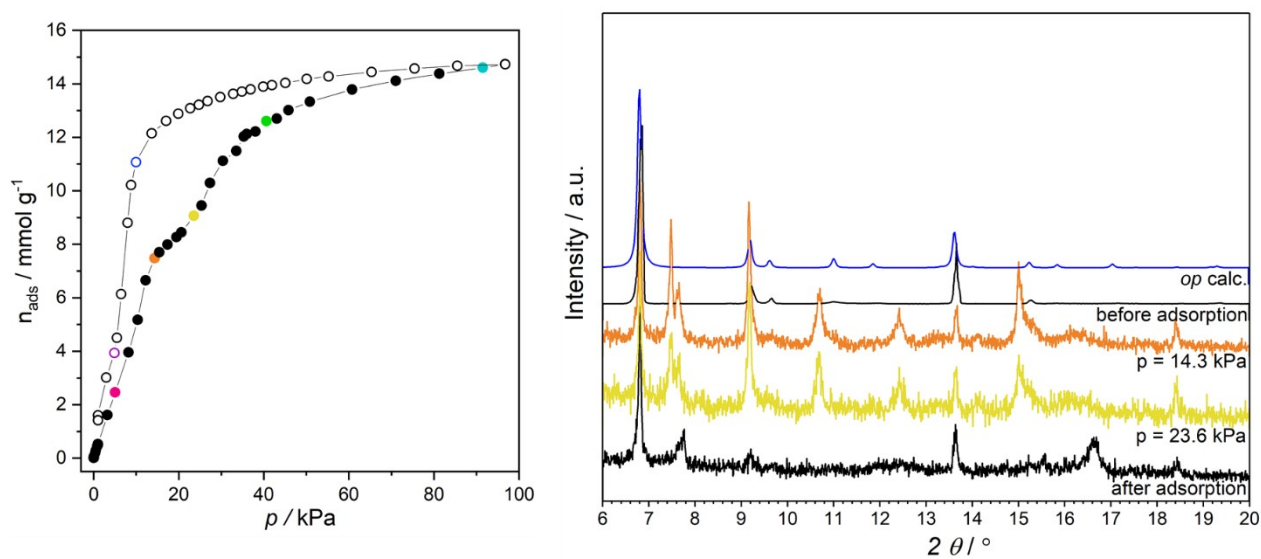 16
14
12
10
8
6
4
2
0
n_ads / mmol g⁻¹
0 20 40 60 80 100
p / kPa
Intensity / a.u.
op calc.
before adsorption
p = 14.3 kPa
p = 23.6 kPa
after adsorption
6 7 8 9 10 11 12 13 14 15 16 17 18 19 20
2 θ / °